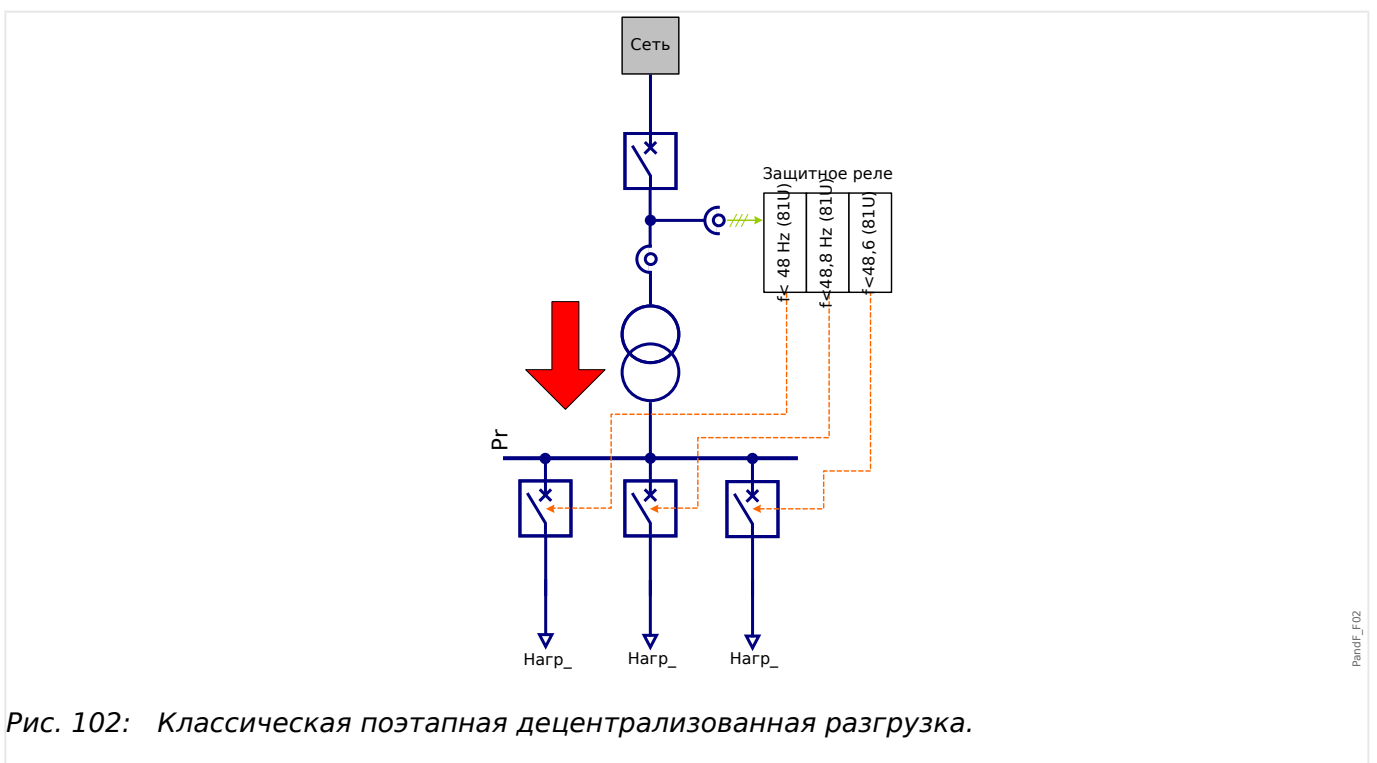 Сеть
Защитное реле
f< 48 Hz (81U)
f<48,8 Hz (81U)
f<48,6 (81U)
Pr
Нагр_
Нагр_
Нагр_
PandF_F02
Рис. 102: Классическая поэтапная децентрализованная разгрузка.